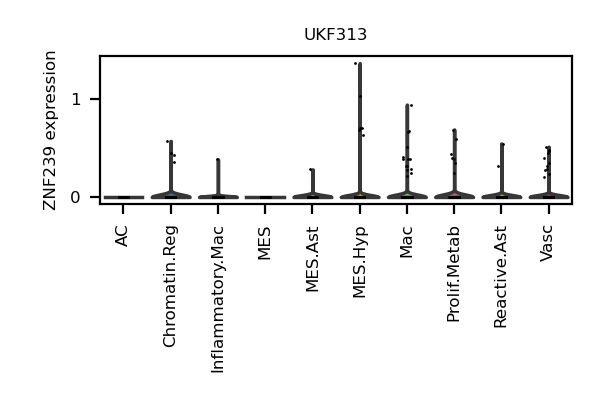 UKF313
ZNF239 expression
1
0
AC
Chromatin.Reg
Inflammatory.Mac
MES
MES.Ast
MES.Hyp
Mac
Prolif.Metab
Reactive.Ast
Vasc